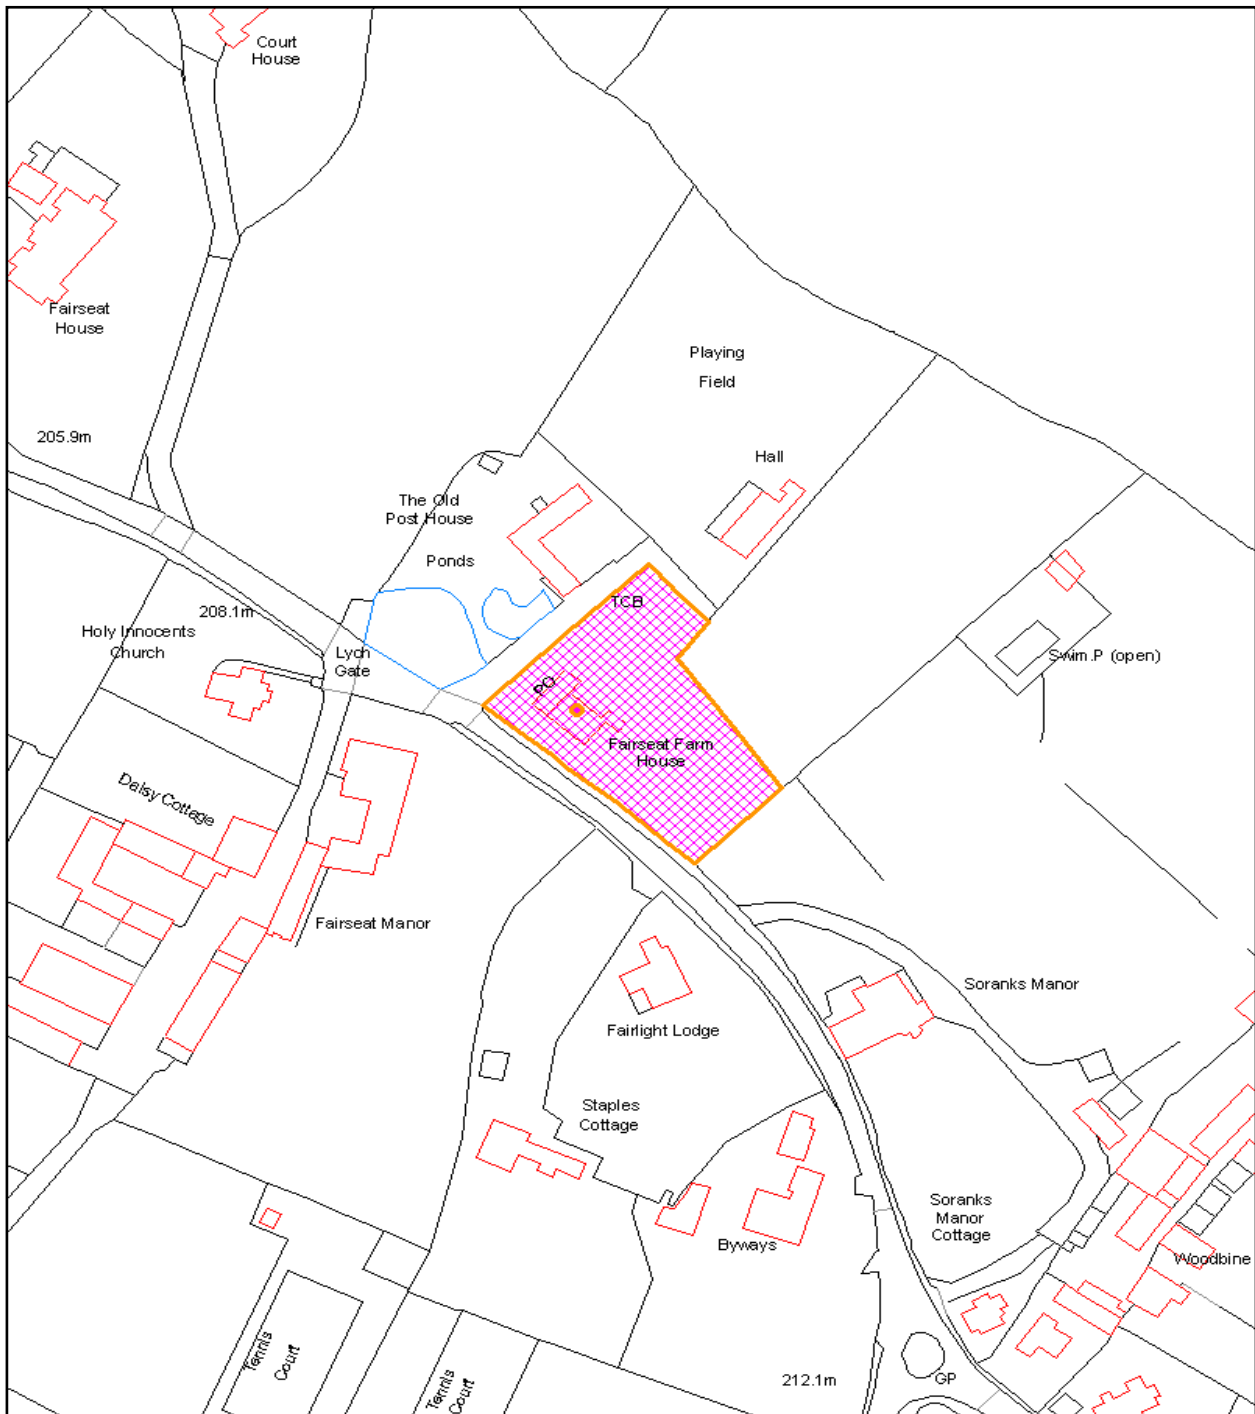 Court
House
Fairseat
House
Playing
Field
205.9m
Hall
The Old
Post House
Ponds
TCB
208.1m
Holy Innocents
Church
Lych
Gate
Swim.P (open)
PO
Fairseat Farm
House
Daisy Cottage
Fairseat Manor
Soranks Manor
Fairlight Lodge
Staples
Cottage
Soranks
Manor
Cottage
Byways
Woodbine
Tennis
Court
Tennis
Court
212.1m
GP